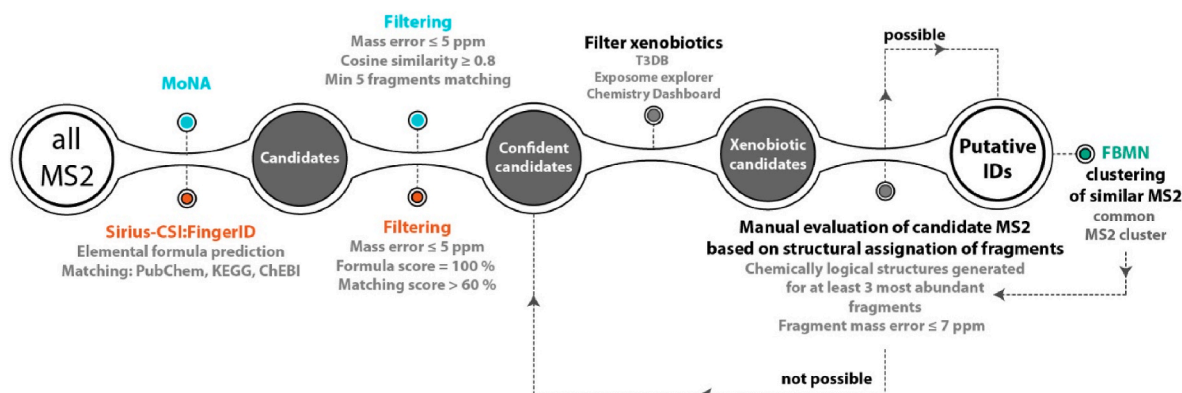 all
MS2
MoNA
Sirius-CSI:FingerID
Elemental formula prediction
Matching: PubChem, KEGG, ChEBI
Candidates
Filtering
Mass error ≤ 5 ppm
Cosine similarity ≥ 0.8
Min 5 fragments matching
Filtering
Mass error ≤ 5 ppm
Formula score = 100 %
Matching score > 60 %
Confident
candidates
Filter xenobiotics
T3DB
Exposome explorer
Chemistry Dashboard
Xenobiotic
candidates
possible
Manual evaluation of candidate MS2
based on structural assignation of fragments
Chemically logical structures generated
for at least 3 most abundant
fragments
Fragment mass error ≤ 7 ppm
not possible
Putative
IDs
FBMN
clustering
of similar MS2
common
MS2 cluster